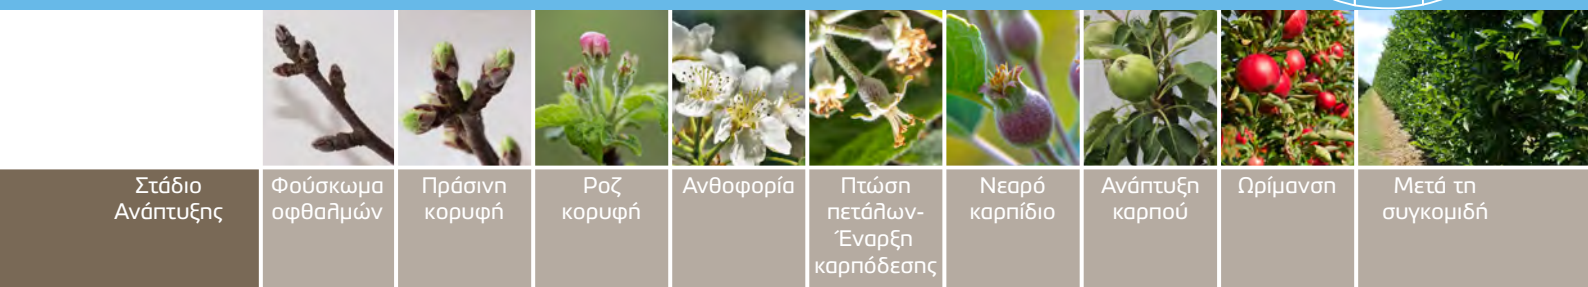 Στάδιο
Ανάπτυξης
Φούσκωμα
οφθαλμών
Πράσινη
κορυφή
Ροζ
κορυφή
Ανθοφορία
Πτώση
πετάλων-
Έναρξη
καρπόδεσης
Νεαρό
καρπίδιο
Ανάπτυξη
καρπού
Ωρίμανση
Μετά τη
συγκομιδή